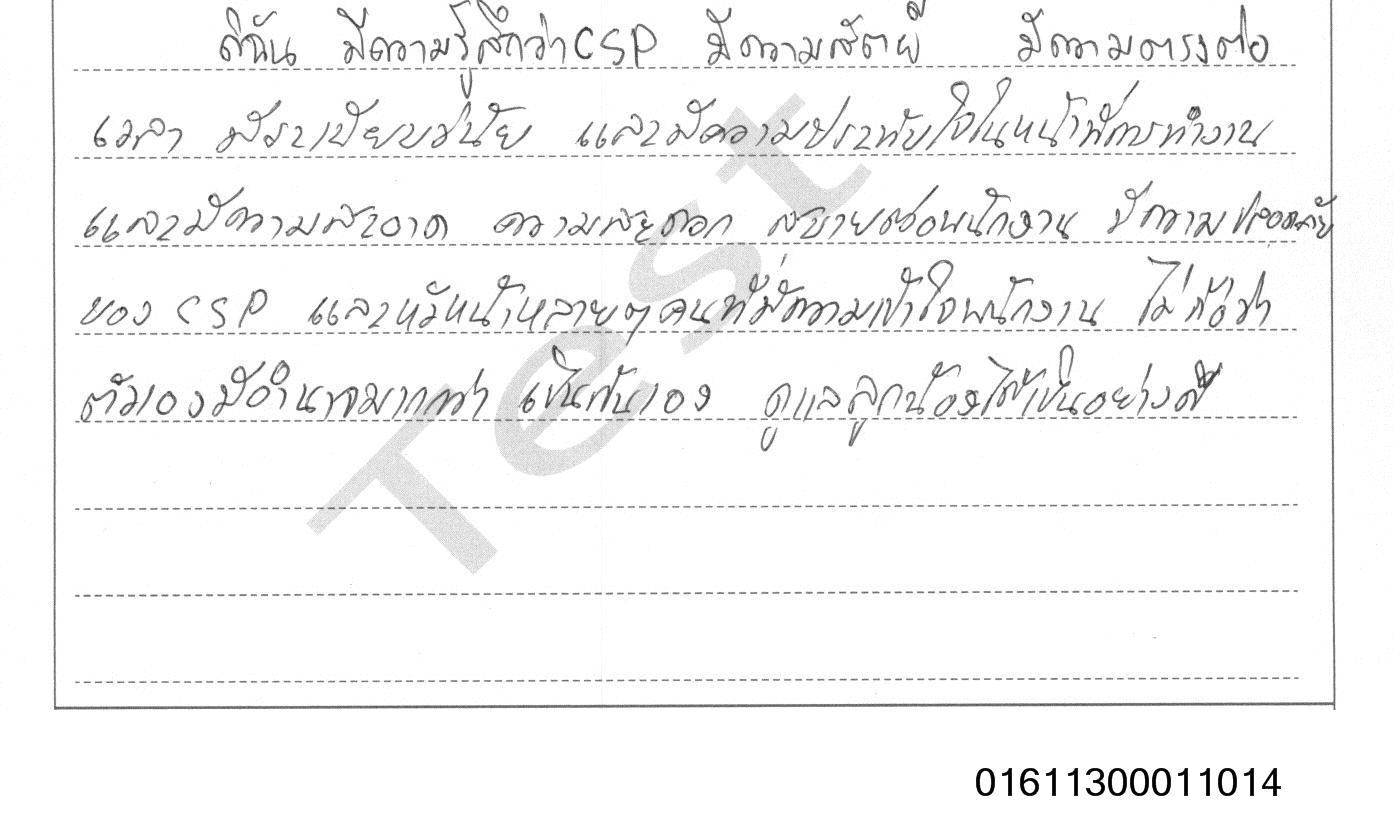 ดิฉัน มีความรู้สึกว่า CSP มีความสัตย์ มีความตรงต่อ
เวลา มีระเบียบวินัย และมีความประทับใจในหน้าที่การทำงาน
และมีความสะอาด ความสะดอก สบายต่อพนักงาน มีความปลอดภัย
ของ CSP และหัวหน้าหลายๆคนที่มีความเข้าใจพนักงาน ไม่ถือว่า
ตัวเองมีอำนาจมากกว่า เป็นกันเอง ดูแลลูกน้องได้เป็นอย่างดี
Test
01611300011014